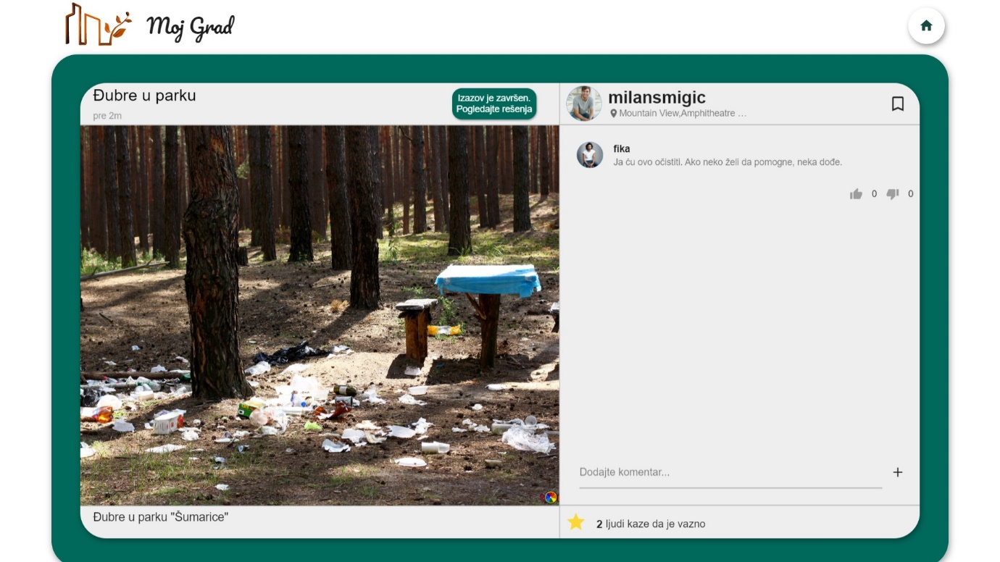 Moj Grad
Đubre u parku
pre 2m
Izazov je završen.
Pogledajte rešenja
milansmigic
Mountain View,Amphitheatre …
fika
Ja ću ovo očistiti. Ako neko želi da pomogne, neka dođe.
0 0
Dodajte komentar...
Đubre u parku "Šumarice"
2 ljudi kaze da je vazno